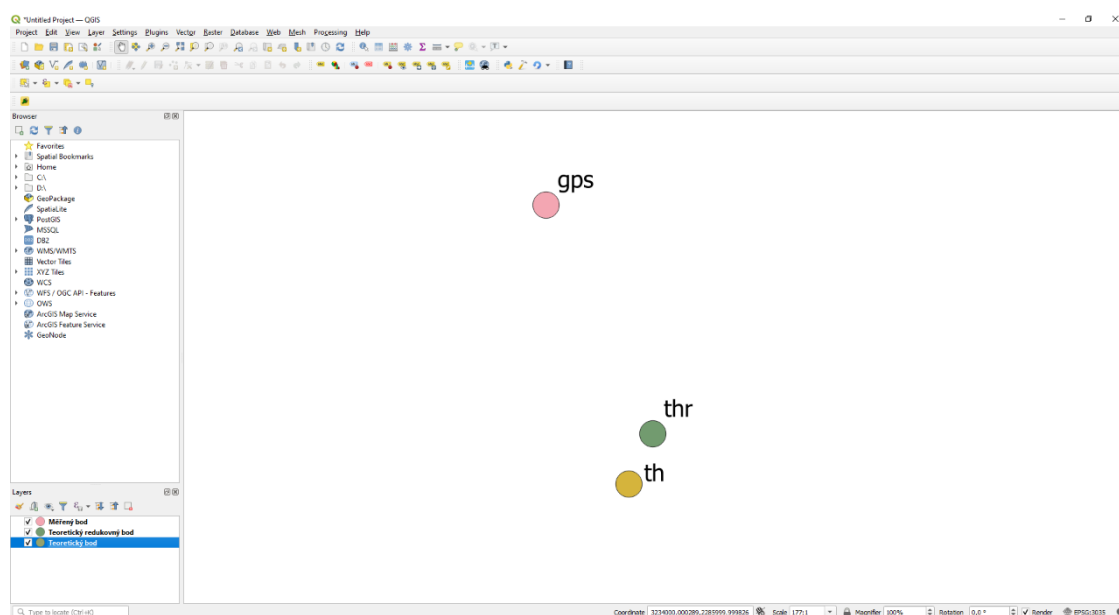 *Untitled Project — QGIS
Project Edit View Layer Settings Plugins Vector Raster Database Web Mesh Processing Help
Browser
Favorites
Spatial Bookmarks
Home
C:\
D:\
GeoPackage
SpatiaLite
PostGIS
MSSQL
DB2
WMS/WMTS
Vector Tiles
XYZ Tiles
WCS
WFS / OGC API - Features
OWS
ArcGIS Map Service
ArcGIS Feature Service
GeoNode
gps
thr
th
Layers
Měřený bod
Teoretický redukovný bod
Teoretický bod
Type to locate (Ctrl+K) Coordinate 3234000.000289,2285999.999826 Scale 177:1 Magnifier 100% Rotation 0,0 ° Render EPSG:3035